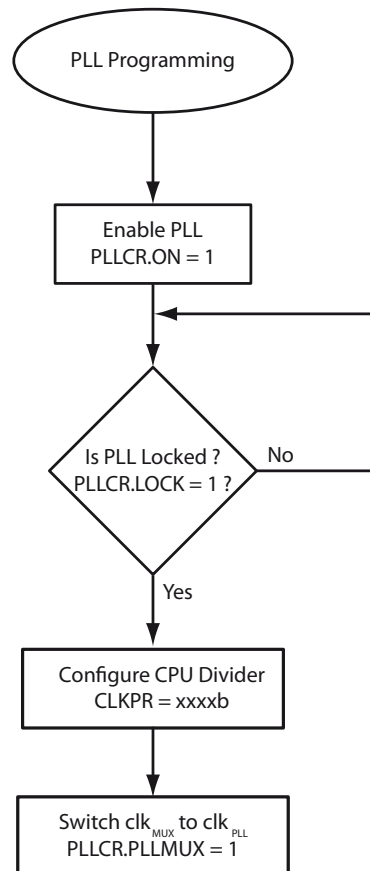 PLL Programming
Enable PLL
PLLCR.ON = 1
Is PLL Locked ?
PLLCR.LOCK = 1 ?
No
Yes
Configure CPU Divider
CLKPR = xxxxb
Switch clkMUX to clkPLL
PLLCR.PLLMUX = 1